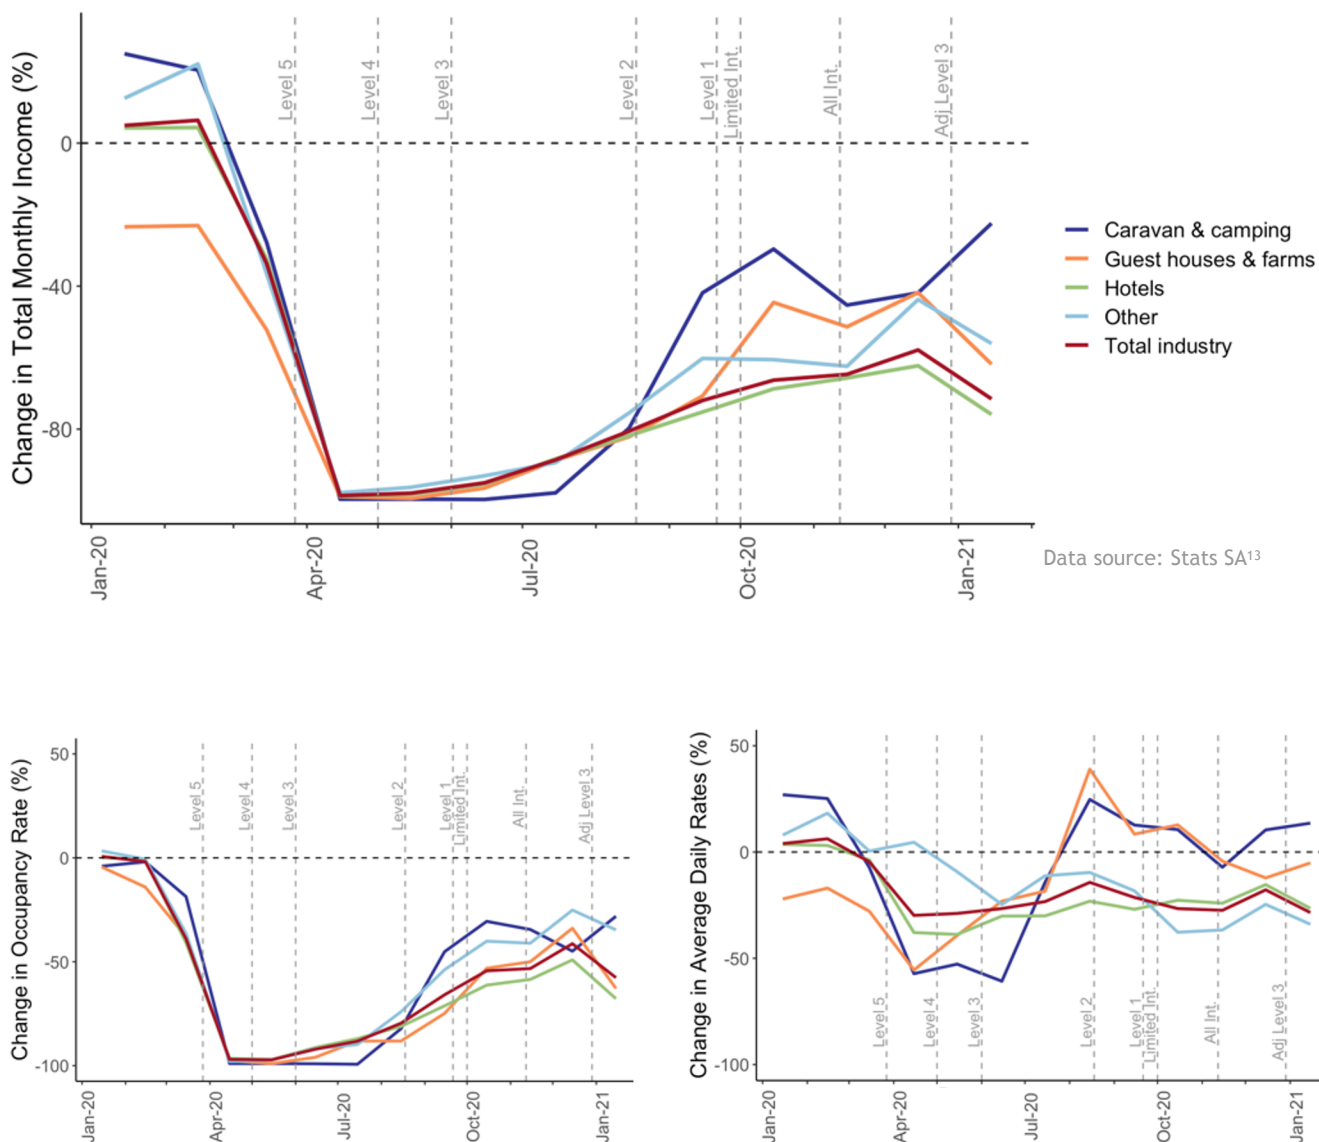 Change in Total Monthly Income (%)
0
-40
-80
Level 5
Level 4
Level 3
Level 2
Level 1
Limited Int.
All Int.
Adj Level 3
Jan-20
Apr-20
Jul-20
Oct-20
Jan-21
Caravan & camping
Guest houses & farms
Hotels
Other
Total industry
Data source: Stats SA¹³
Change in Occupancy Rate (%)
50
0
-50
-100
Level 5
Level 4
Level 3
Level 2
Level 1
Limited Int.
All Int.
Adj Level 3
Jan-20
Apr-20
Jul-20
Oct-20
Jan-21
Change in Average Daily Rates (%)
50
0
-50
-100
Level 5
Level 4
Level 3
Level 2
Level 1
Limited Int.
All Int.
Adj Level 3
Jan-20
Apr-20
Jul-20
Oct-20
Jan-21